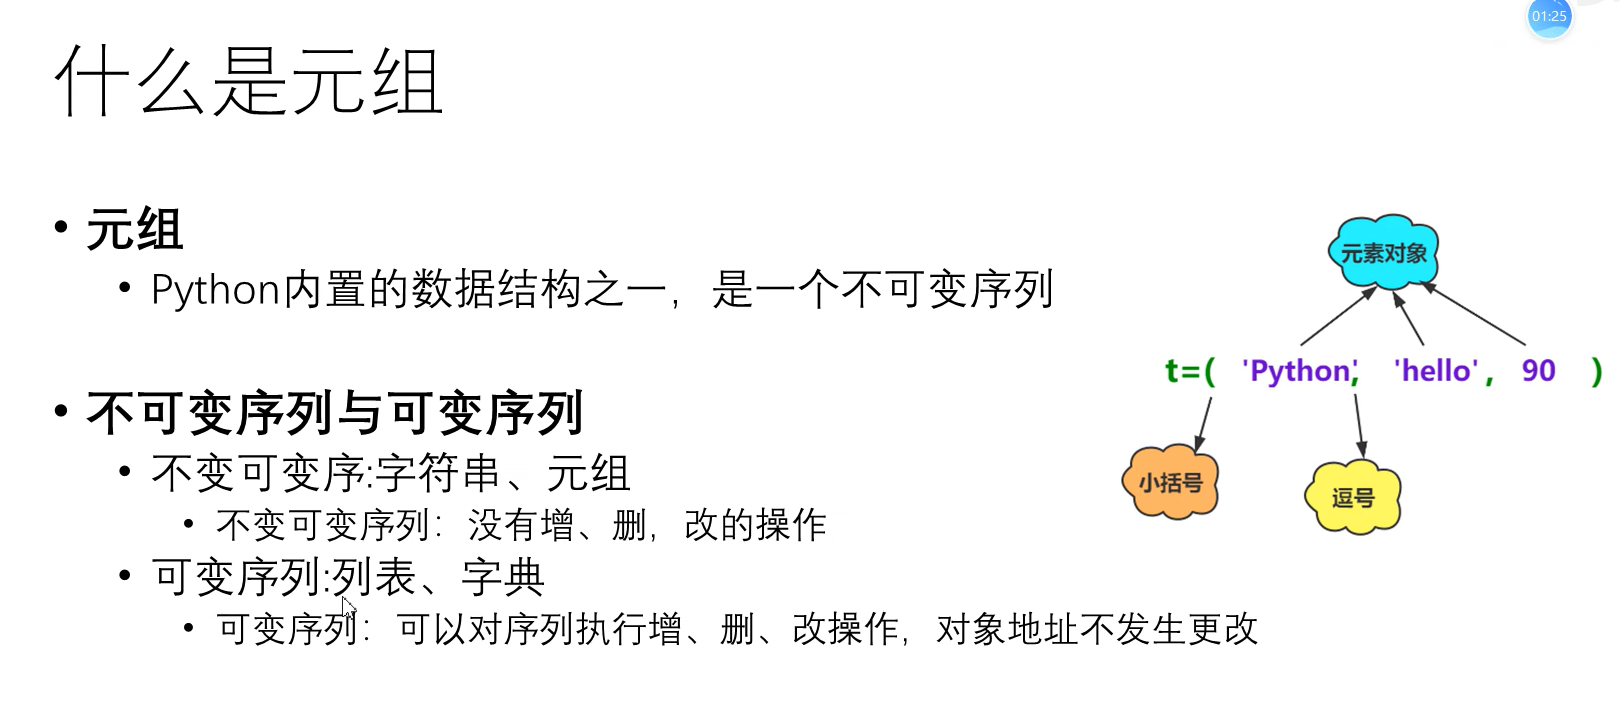 01:25
什么是元组
• 元组
• Python内置的数据结构之一，是一个不可变序列
• 不可变序列与可变序列
• 不变可变序:字符串、元组
• 不变可变序列：没有增、删，改的操作
• 可变序列:列表、字典
• 可变序列：可以对序列执行增、删、改操作，对象地址不发生更改
元素对象
t=( 'Python', 'hello', 90 )
小括号
逗号